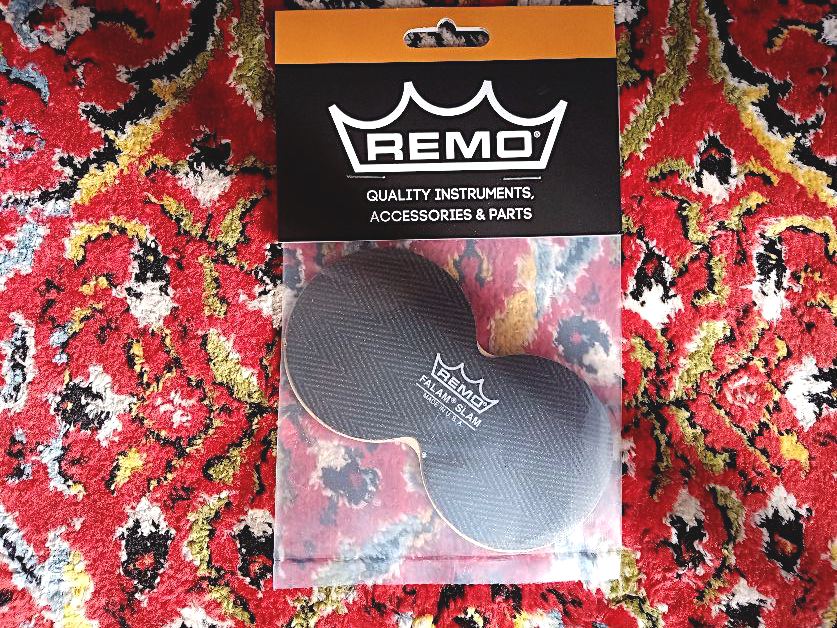 REMO®
QUALITY INSTRUMENTS,
ACCESSORIES & PARTS
REMO®
FALAM® SLAM
MADE IN U.S.A.